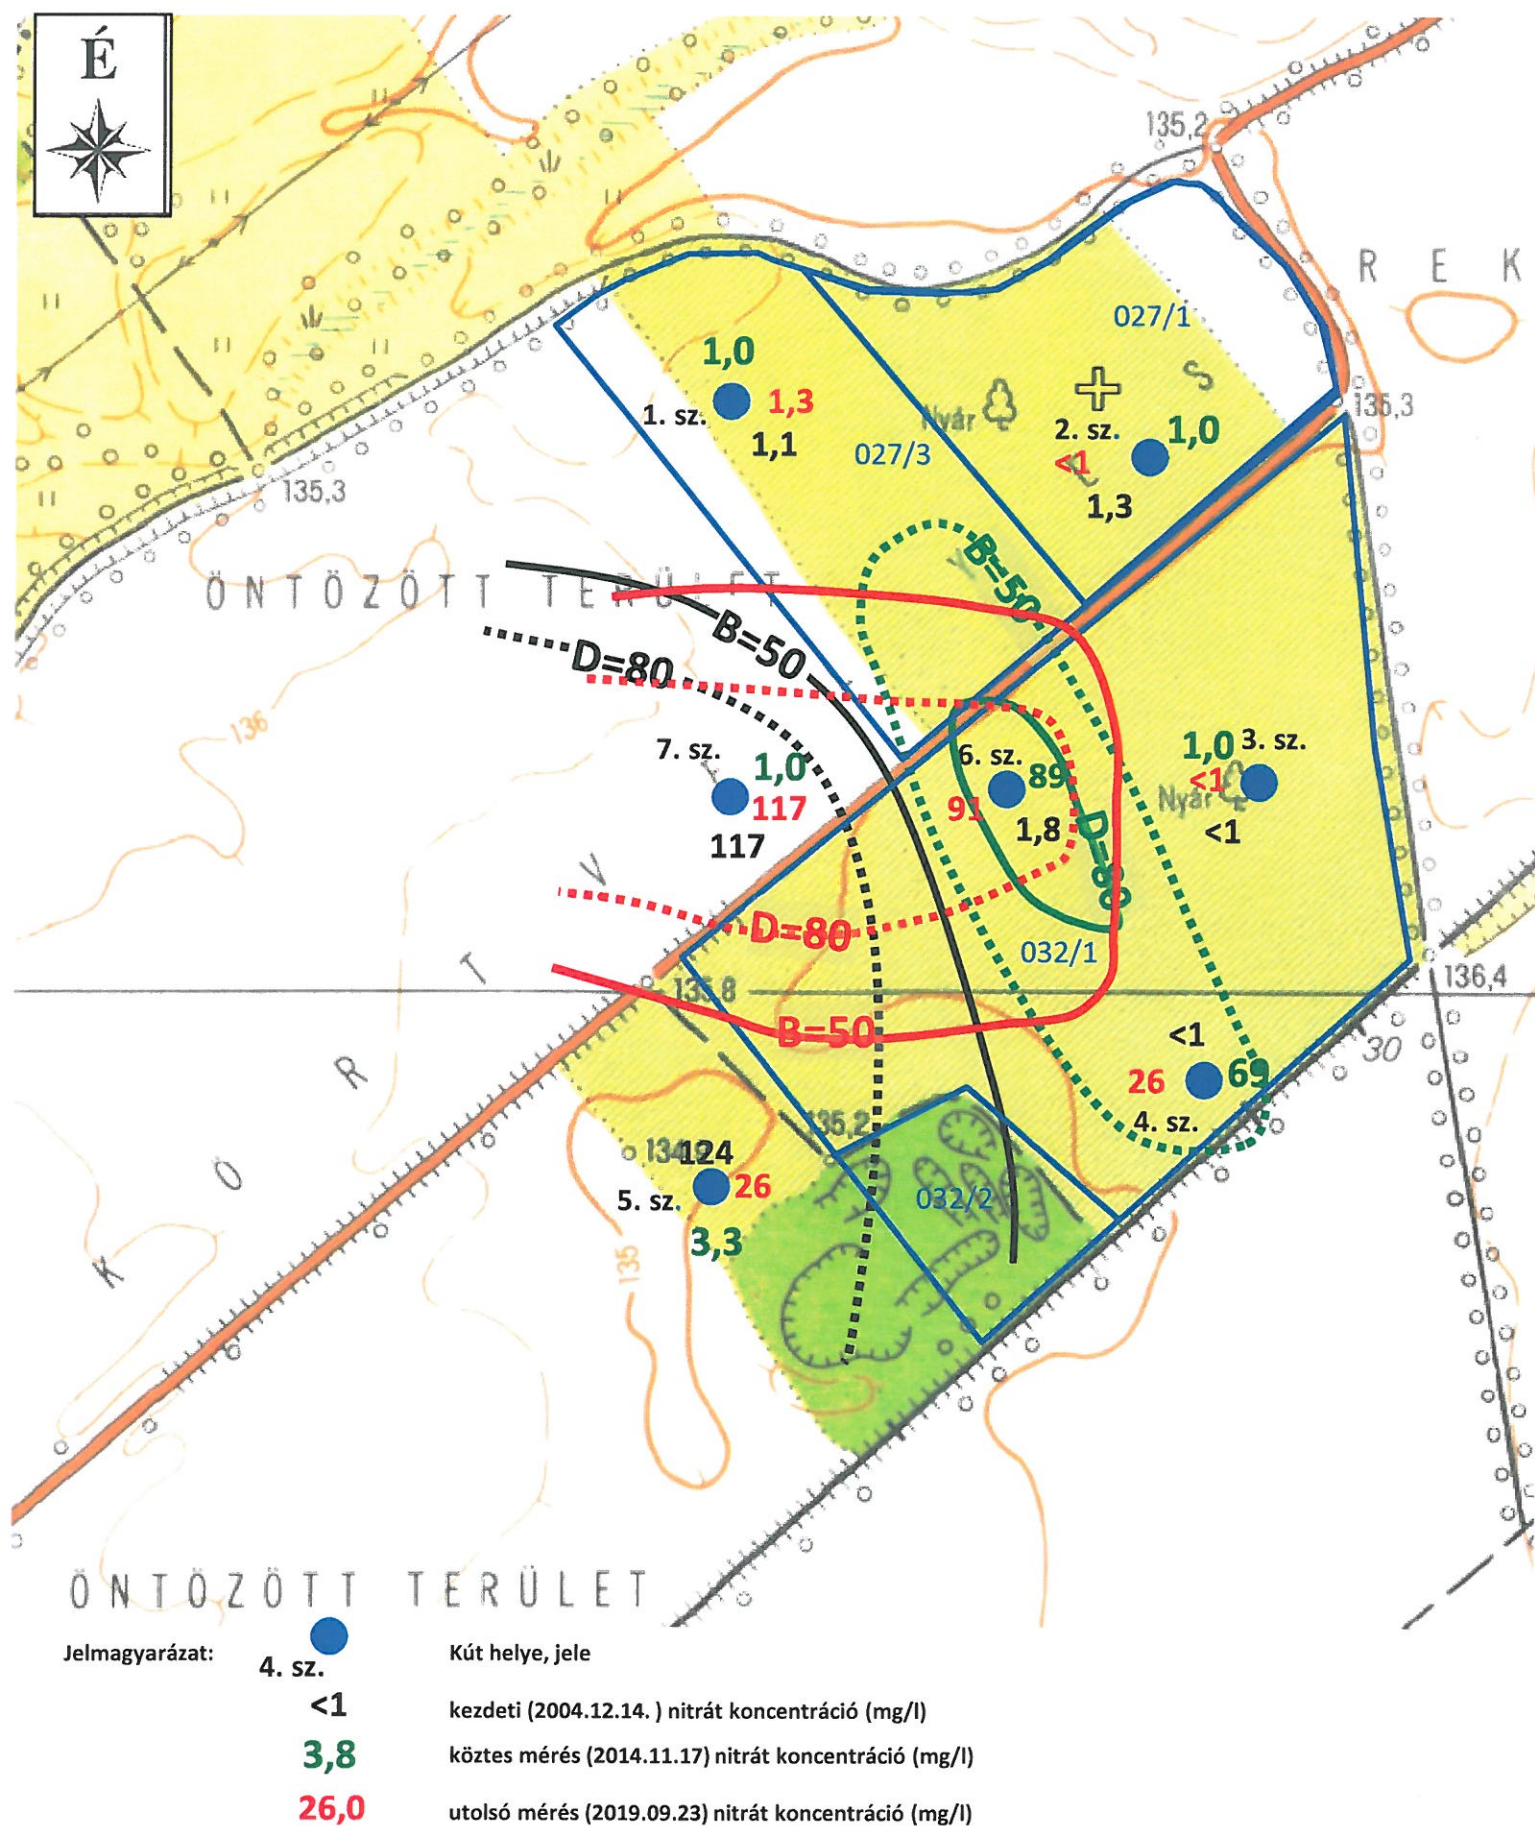 É
135,2
R E K
027/1
1,0
1. sz.
1,3
1,1
Nyár
S
135,3
2. sz.
1,0
<1
L
1,3
027/3
135,3
B=50
Y
ÖNTÖZÖTT TERÜLET
B=50
D=80
136
7. sz.
1,0
117
117
6. sz.
89
91
1,8
1,0
3. sz.
<1
Nyár
<1
D=80
V
D=80
032/1
T
135,8
136,4
B=50
<1
30
26
69
4. sz.
R
135,2
124
5. sz.
26
3,3
032/2
Ö
K
135
ÖNTÖZÖTT TERÜLET
Jelmagyarázat:
4. sz.
Kút helye, jele
<1
kezdeti (2004.12.14. ) nitrát koncentráció (mg/l)
3,8
köztes mérés (2014.11.17) nitrát koncentráció (mg/l)
26,0
utolsó mérés (2019.09.23) nitrát koncentráció (mg/l)